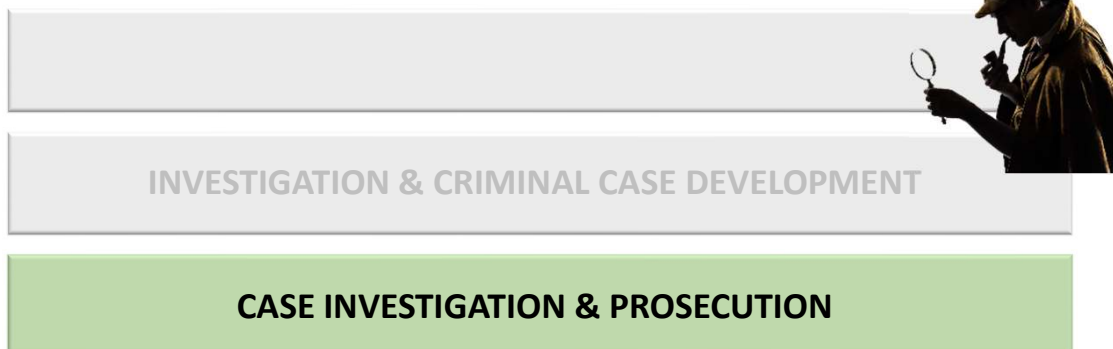 INVESTIGATION & CRIMINAL CASE DEVELOPMENT
CASE INVESTIGATION & PROSECUTION